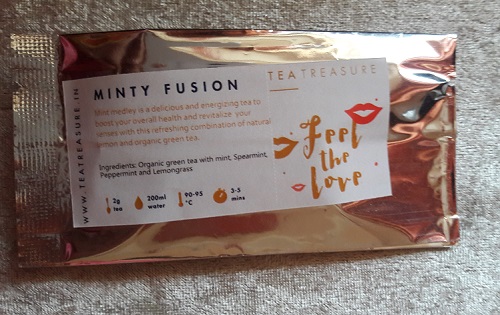 MINTY FUSION
TEATREASURE
Mint medley is a delicious and energizing tea to
boost your overall health and revitalize your
senses with this refreshing combination of natural
lemon and organic green tea.
Ingredients: Organic green tea with mint, Spearmint,
Peppermint and Lemongrass
2g
tea
200ml
water
90-95
°C
3-5
mins
Feel
the
love
WWW.TEATREASURE.IN